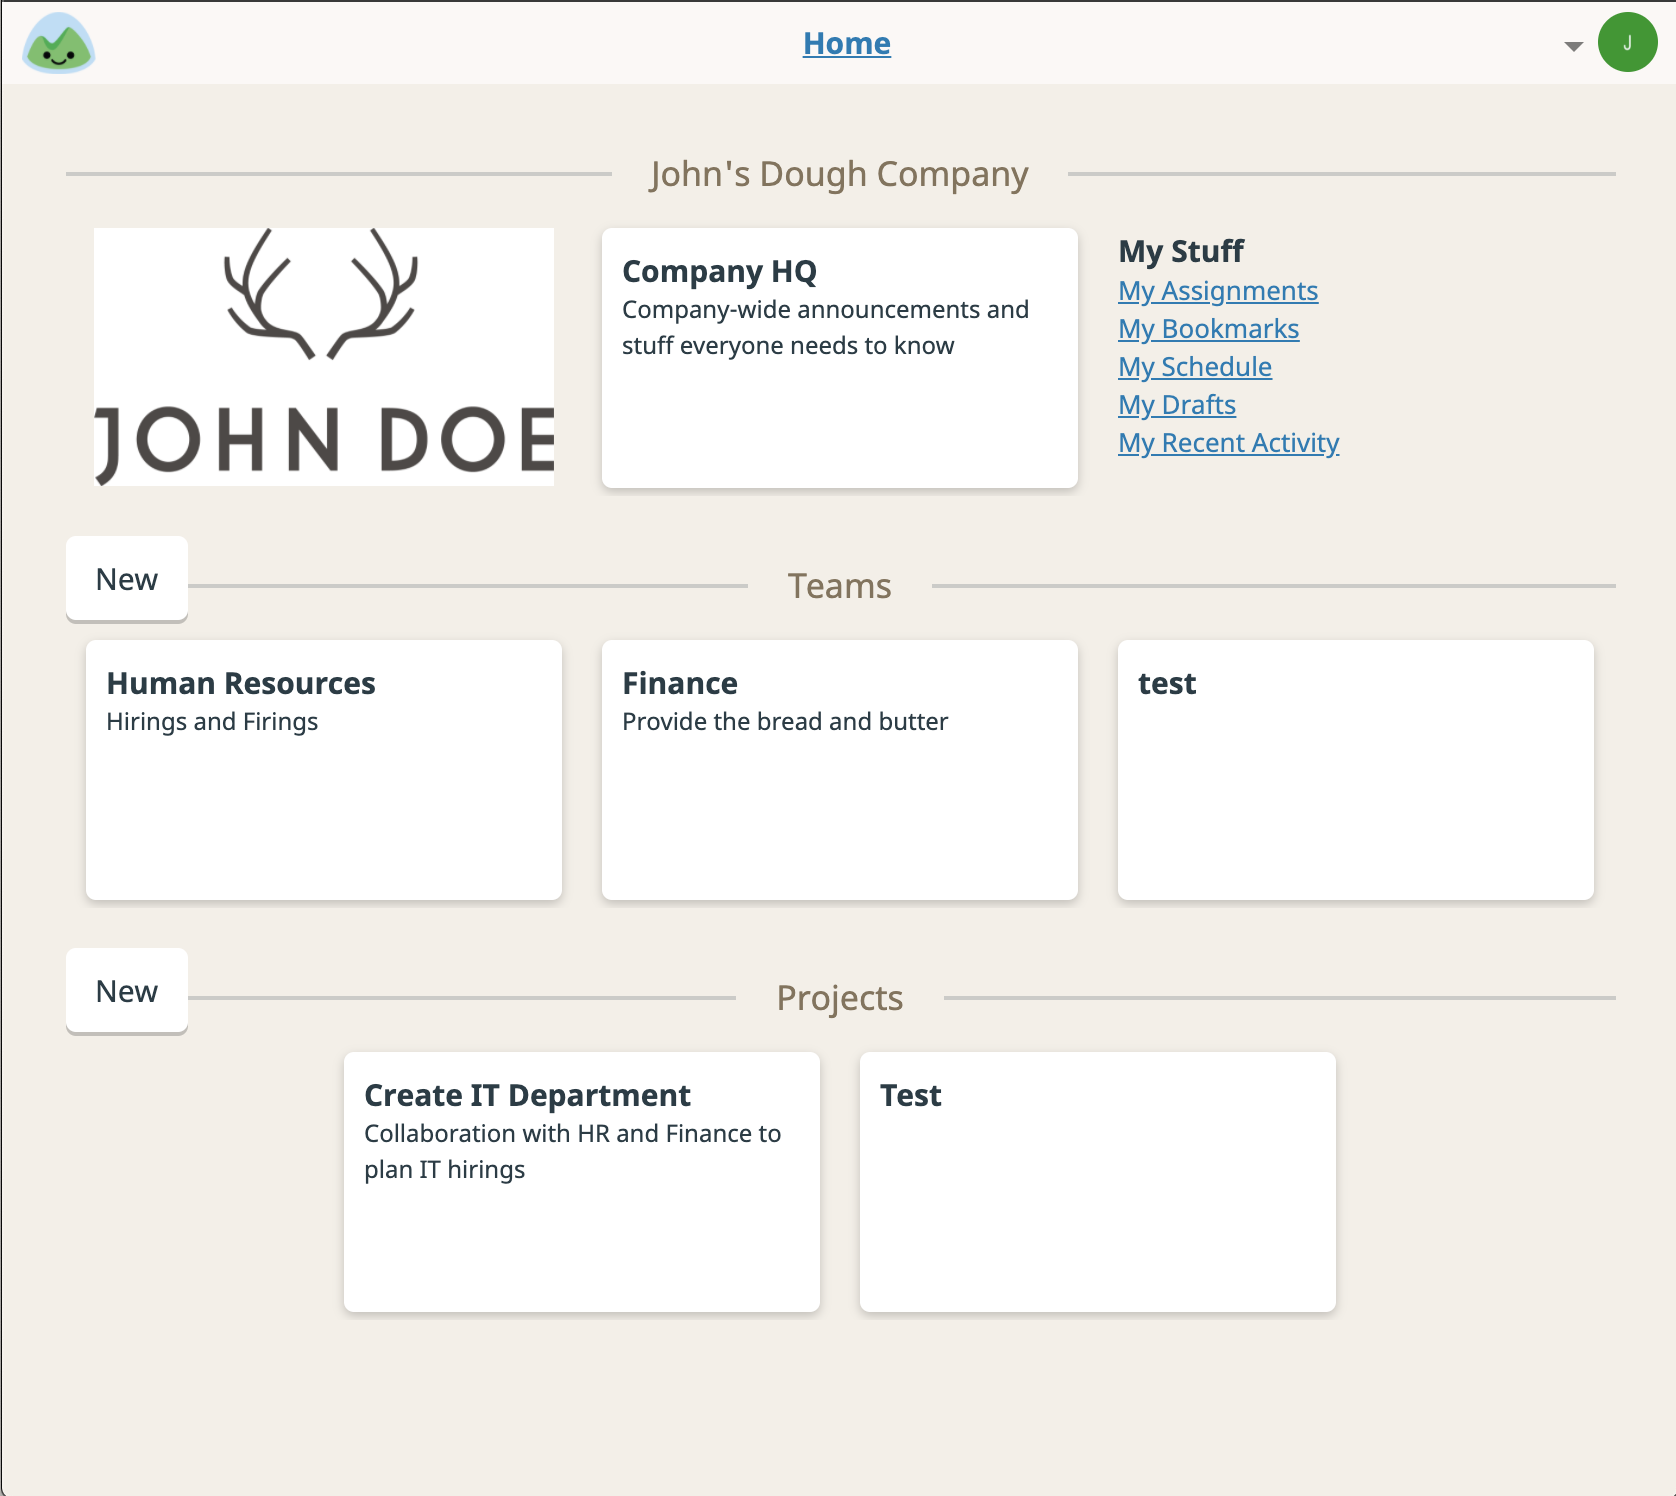 Home
J
John's Dough Company
JOHN DOE
Company HQ
Company-wide announcements and
stuff everyone needs to know
My Stuff
My Assignments
My Bookmarks
My Schedule
My Drafts
My Recent Activity
New
Teams
Human Resources
Hirings and Firings
Finance
Provide the bread and butter
test
New
Projects
Create IT Department
Collaboration with HR and Finance to
plan IT hirings
Test